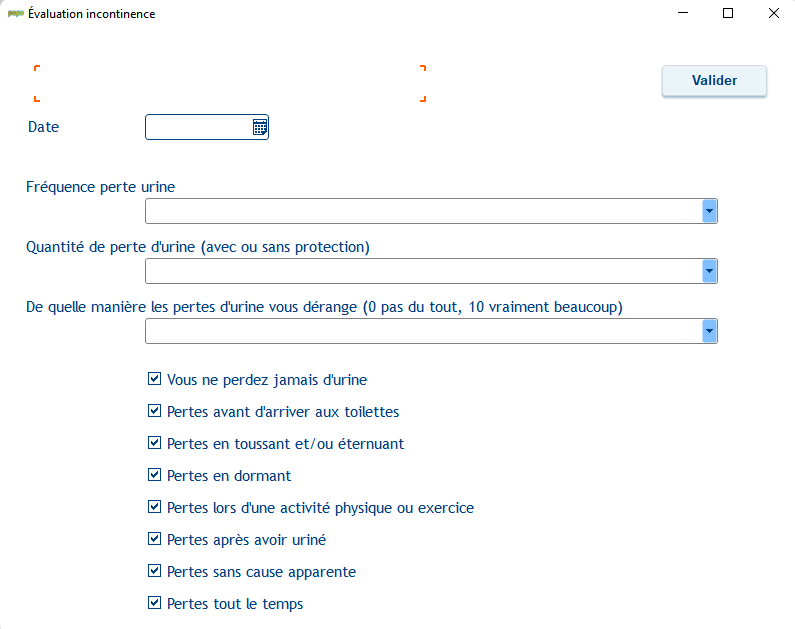 Évaluation incontinence
Valider
Date
Fréquence perte urine
Quantité de perte d'urine (avec ou sans protection)
De quelle manière les pertes d'urine vous dérange (0 pas du tout, 10 vraiment beaucoup)
Vous ne perdez jamais d'urine
Pertes avant d'arriver aux toilettes
Pertes en toussant et/ou éternuant
Pertes en dormant
Pertes lors d'une activité physique ou exercice
Pertes après avoir uriné
Pertes sans cause apparente
Pertes tout le temps